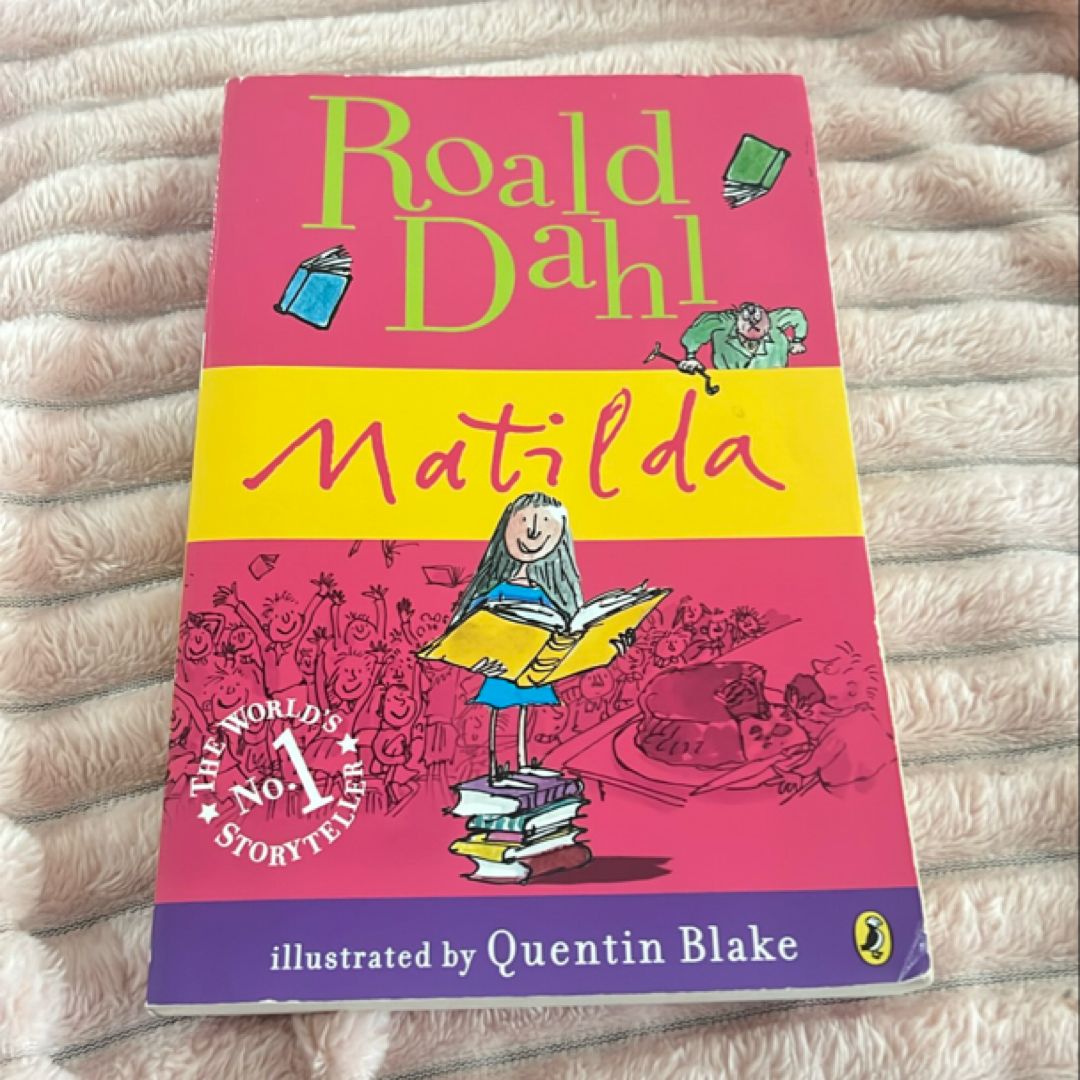 Roald
Dahl
Matilda
THE WORLD'S
No.1
STORYTELLER
illustrated by Quentin Blake